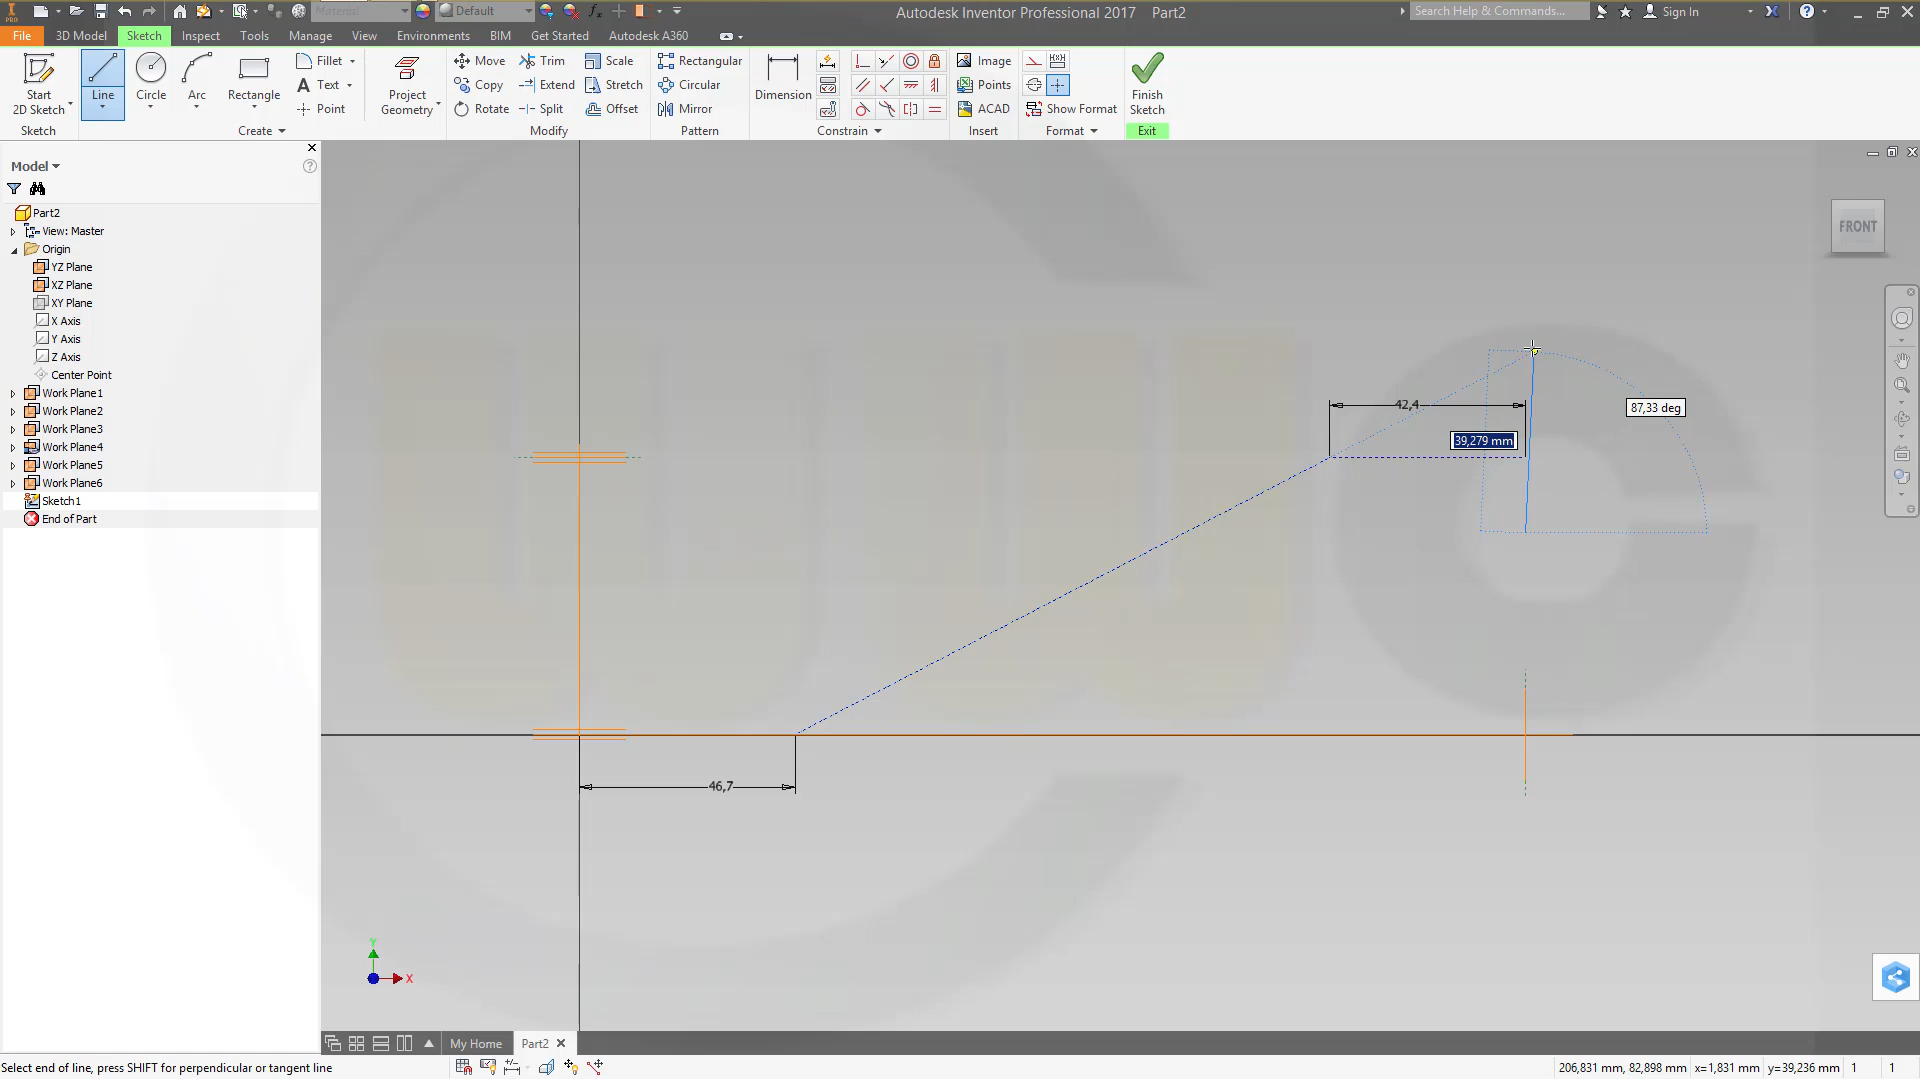 Material
Default
Autodesk Inventor Professional 2017 Part2
Search Help & Commands...
Sign In
File 3D Model Sketch Inspect Tools Manage View Environments BIM Get Started Autodesk A360
Start
2D Sketch
Line
Circle
Arc
Rectangle
Fillet
Text
Point
Project
Geometry
Move
Copy
Rotate
Trim
Extend
Split
Scale
Stretch
Offset
Rectangular
Circular
Mirror
Dimension
Image
Points
ACAD
Show Format
Finish
Sketch
Sketch Create Modify Pattern Constrain Insert Format Exit
Model
Part2
View: Master
Origin
YZ Plane
XZ Plane
XY Plane
X Axis
Y Axis
Z Axis
Center Point
Work Plane1
Work Plane2
Work Plane3
Work Plane4
Work Plane5
Work Plane6
Sketch1
End of Part
FRONT
42,4
87,33 deg
39,279 mm
46,7
Y
X
My Home Part2
Select end of line, press SHIFT for perpendicular or tangent line
206,831 mm, 82,898 mm x=1,831 mm y=39,236 mm 1 1